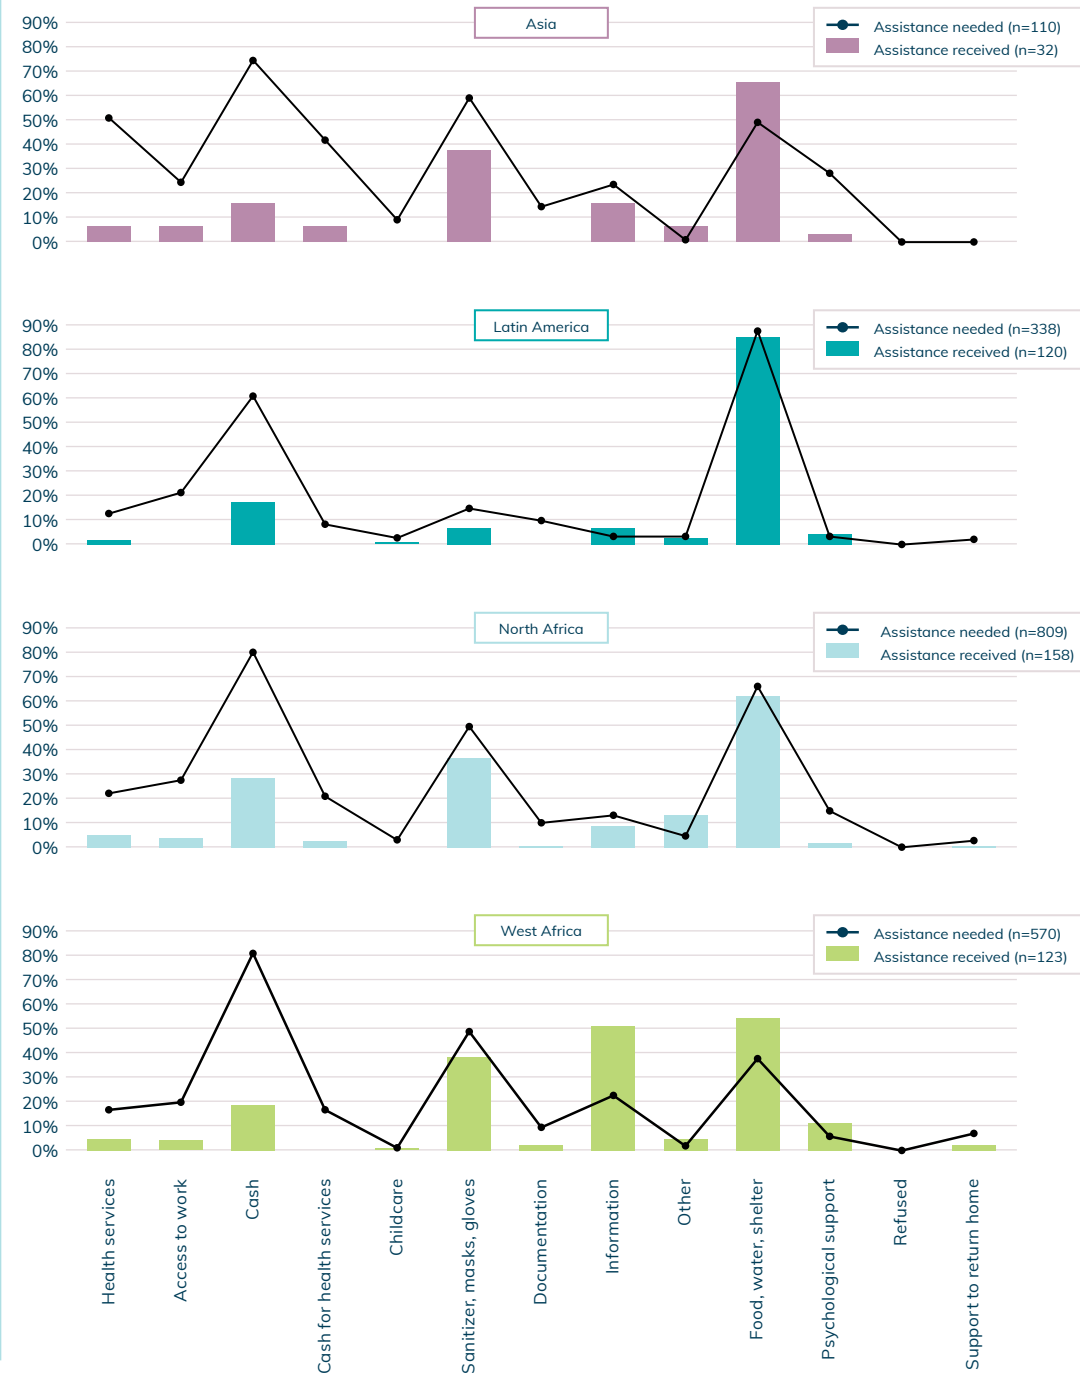 Asia
Assistance needed (n=110)
Assistance received (n=32)
90%
80%
70%
60%
50%
40%
30%
20%
10%
0%
Latin America
Assistance needed (n=338)
Assistance received (n=120)
90%
80%
70%
60%
50%
40%
30%
20%
10%
0%
North Africa
Assistance needed (n=809)
Assistance received (n=158)
90%
80%
70%
60%
50%
40%
30%
20%
10%
0%
West Africa
Assistance needed (n=570)
Assistance received (n=123)
90%
80%
70%
60%
50%
40%
30%
20%
10%
0%
Health services
Access to work
Cash
Cash for health services
Childcare
Sanitizer, masks, gloves
Documentation
Information
Other
Food, water, shelter
Psychological support
Refused
Support to return home